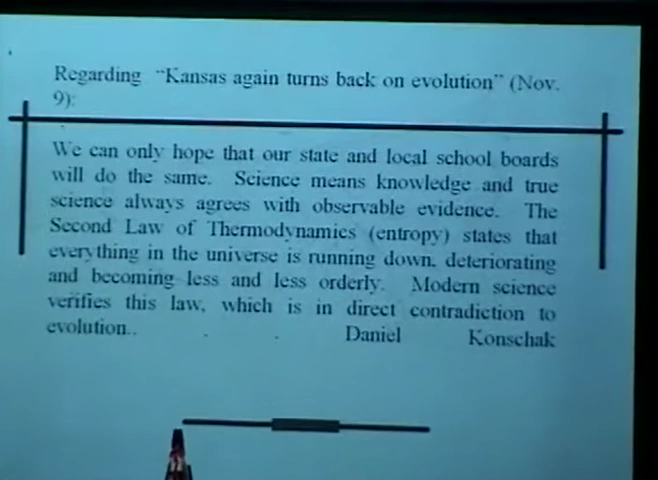 Regarding "Kansas again turns back on evolution" (Nov.
9):
We can only hope that our state and local school boards
will do the same. Science means knowledge and true
science always agrees with observable evidence. The
Second Law of Thermodynamics (entropy) states that
everything in the universe is running down, deteriorating
and becoming less and less orderly. Modern science
verifies this law, which is in direct contradiction to
evolution.. Daniel Konschak